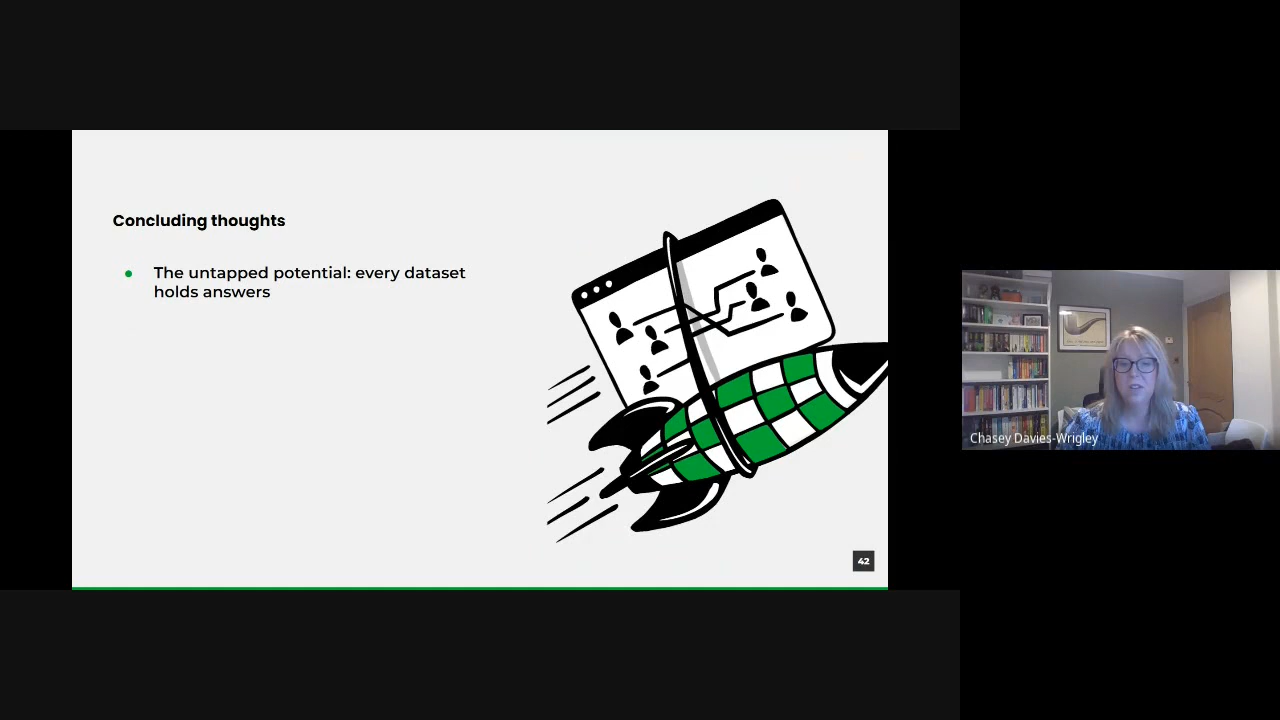 Concluding thoughts
The untapped potential: every dataset
holds answers
42
Chasey Davies-Wrigley